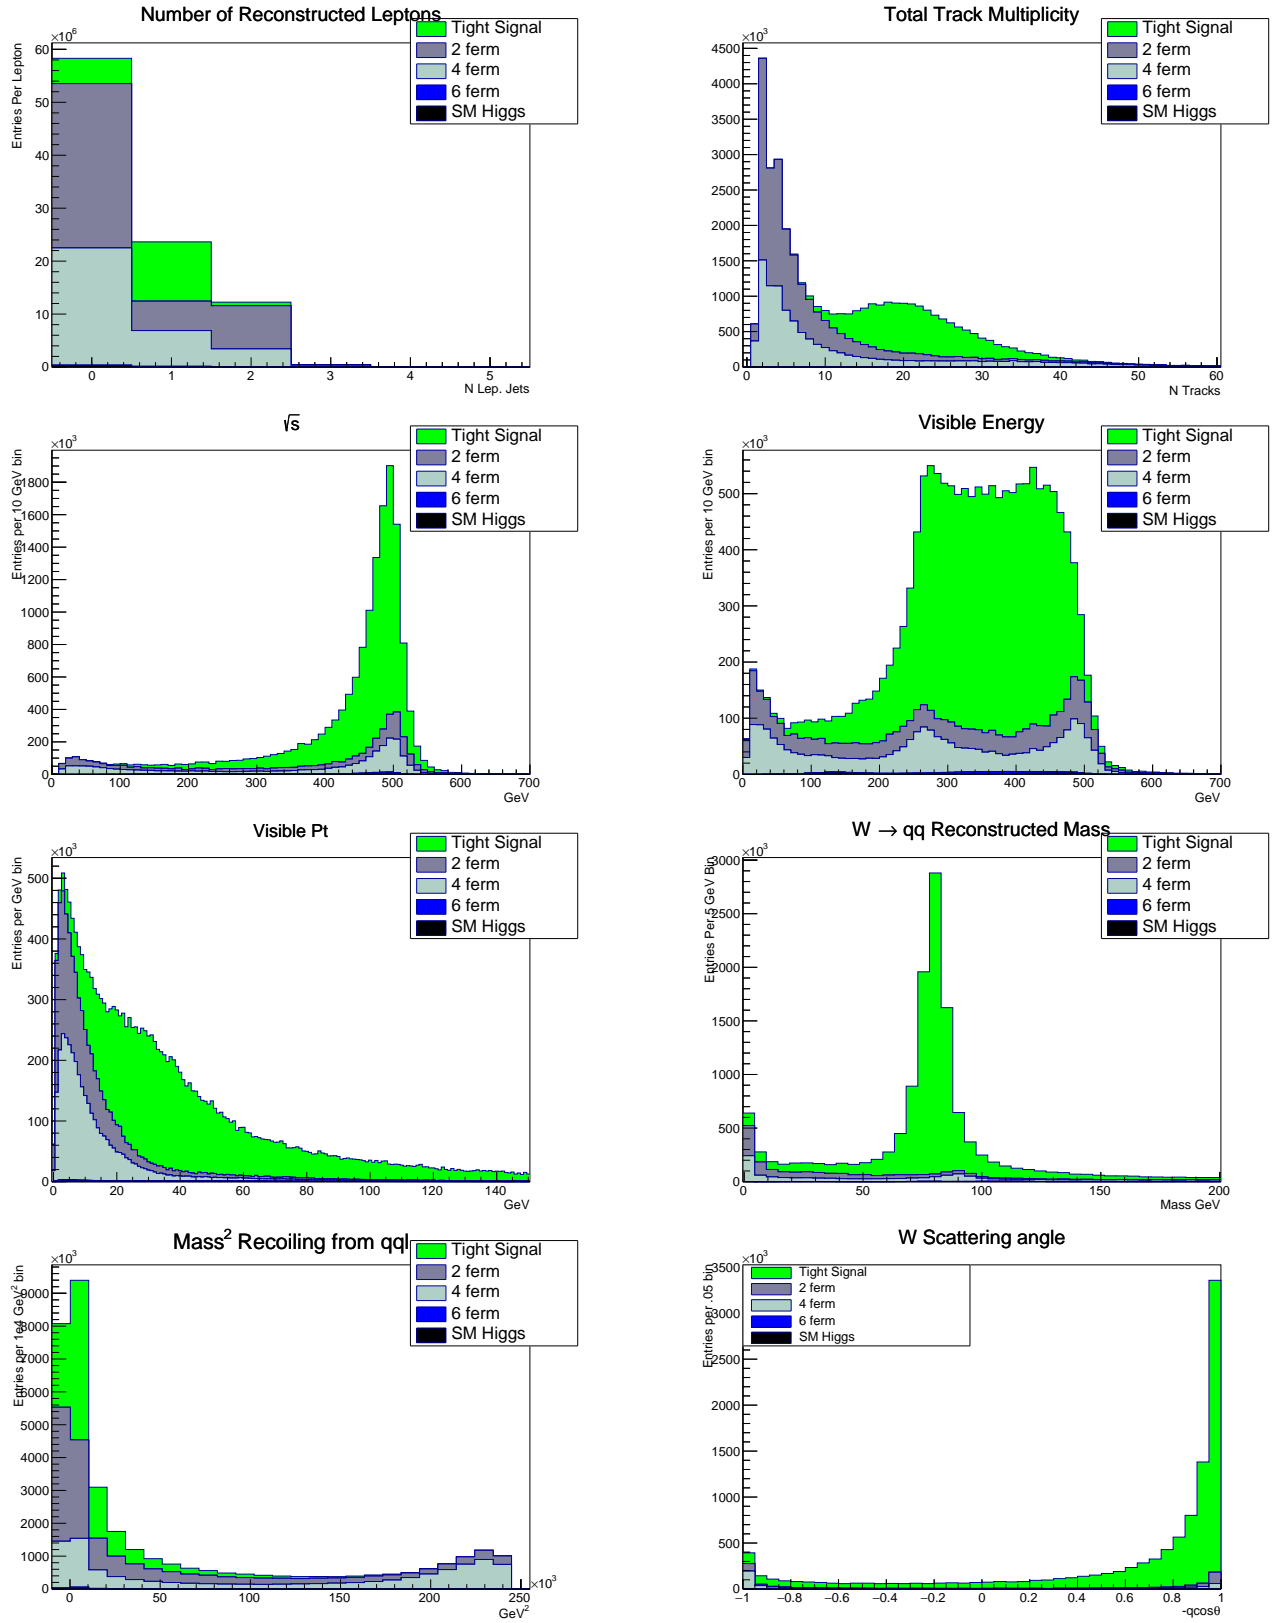 Number of Reconstructed Leptons
×10⁶
Entries Per Lepton
Tight Signal
2 ferm
4 ferm
6 ferm
SM Higgs
60
50
40
30
20
10
0
0 1 2 3 4 5
N Lep. Jets
Total Track Multiplicity
×10³
Tight Signal
2 ferm
4 ferm
6 ferm
SM Higgs
4500
4000
3500
3000
2500
2000
1500
1000
500
0
0 10 20 30 40 50 60
N Tracks
√s
×10³
Entries per 10 GeV bin
Tight Signal
2 ferm
4 ferm
6 ferm
SM Higgs
1800
1600
1400
1200
1000
800
600
400
200
0
0 100 200 300 400 500 600 700
GeV
Visible Energy
×10³
Entries per 10 GeV bin
Tight Signal
2 ferm
4 ferm
6 ferm
SM Higgs
500
400
300
200
100
0
0 100 200 300 400 500 600 700
GeV
Visible Pt
×10³
Entries per GeV bin
Tight Signal
2 ferm
4 ferm
6 ferm
SM Higgs
500
400
300
200
100
0
0 20 40 60 80 100 120 140
GeV
W → qq Reconstructed Mass
×10³
Entries Per 5 GeV Bin
Tight Signal
2 ferm
4 ferm
6 ferm
SM Higgs
3000
2500
2000
1500
1000
500
0
0 50 100 150 200
Mass GeV
Mass² Recoiling from qql
×10³
Entries per 1e4 GeV² bin
Tight Signal
2 ferm
4 ferm
6 ferm
SM Higgs
9000
8000
7000
6000
5000
4000
3000
2000
1000
0
0 50 100 150 200 250
×10³
GeV²
W Scattering angle
×10³
Entries per .05 bin
Tight Signal
2 ferm
4 ferm
6 ferm
SM Higgs
3500
3000
2500
2000
1500
1000
500
0
−1 −0.8 −0.6 −0.4 −0.2 0 0.2 0.4 0.6 0.8 1
-qcosθ